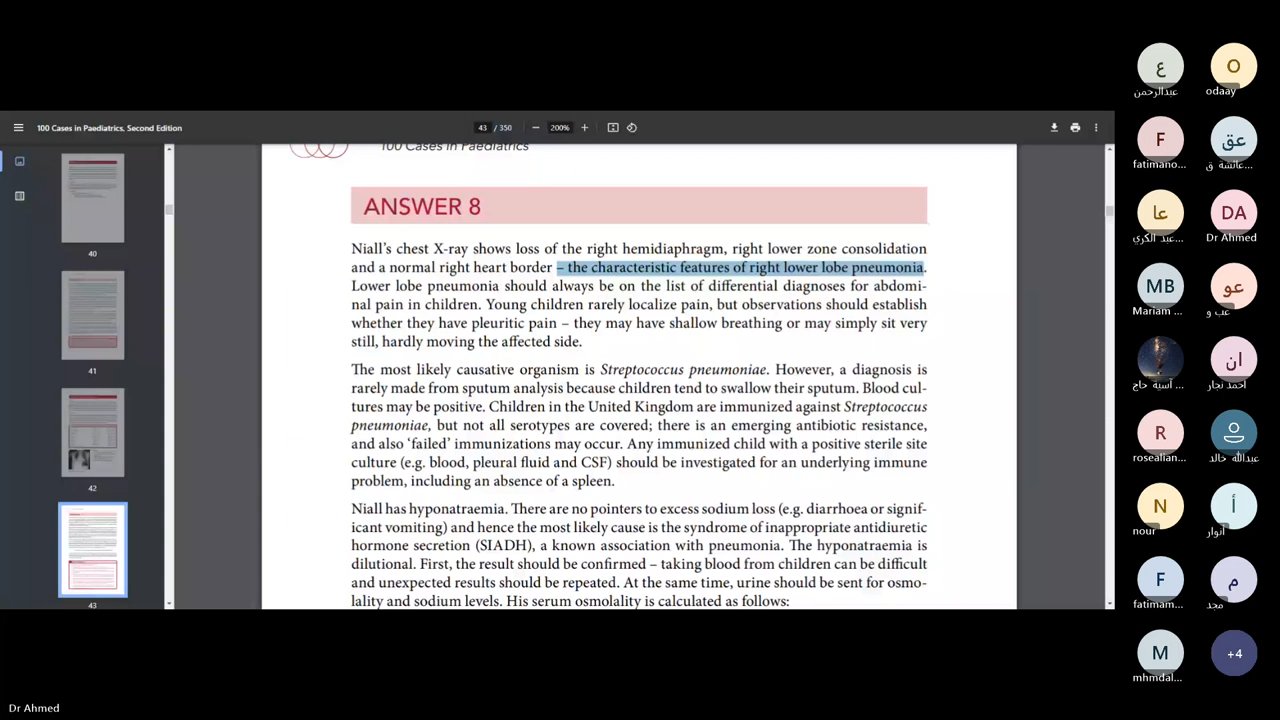 100 Cases in Paediatrics, Second Edition
43 / 350
200%
40
41
42
43
100 Cases in Paediatrics
ANSWER 8
Niall's chest X-ray shows loss of the right hemidiaphragm, right lower zone consolidation
and a normal right heart border – the characteristic features of right lower lobe pneumonia.
Lower lobe pneumonia should always be on the list of differential diagnoses for abdomi-
nal pain in children. Young children rarely localize pain, but observations should establish
whether they have pleuritic pain – they may have shallow breathing or may simply sit very
still, hardly moving the affected side.
The most likely causative organism is Streptococcus pneumoniae. However, a diagnosis is
rarely made from sputum analysis because children tend to swallow their sputum. Blood cul-
tures may be positive. Children in the United Kingdom are immunized against Streptococcus
pneumoniae, but not all serotypes are covered; there is an emerging antibiotic resistance,
and also 'failed' immunizations may occur. Any immunized child with a positive sterile site
culture (e.g. blood, pleural fluid and CSF) should be investigated for an underlying immune
problem, including an absence of a spleen.
Niall has hyponatraemia. There are no pointers to excess sodium loss (e.g. diarrhoea or signif-
icant vomiting) and hence the most likely cause is the syndrome of inappropriate antidiuretic
hormone secretion (SIADH), a known association with pneumonia. The hyponatraemia is
dilutional. First, the result should be confirmed – taking blood from children can be difficult
and unexpected results should be repeated. At the same time, urine should be sent for osmo-
lality and sodium levels. His serum osmolality is calculated as follows:
ع
عبدالرحمن
O
odaay
F
fatimano...
عق
عائشة ق...
عا
عبد الكري...
DA
Dr Ahmed
MB
Mariam ...
عو
عب و
آسية حاج ...
ان
احمد نجار
R
rosealian...
عبدالله خالد
N
nour
أ
أنوار
F
fatimam...
م
مجد
M
mhmdal...
+4
Dr Ahmed